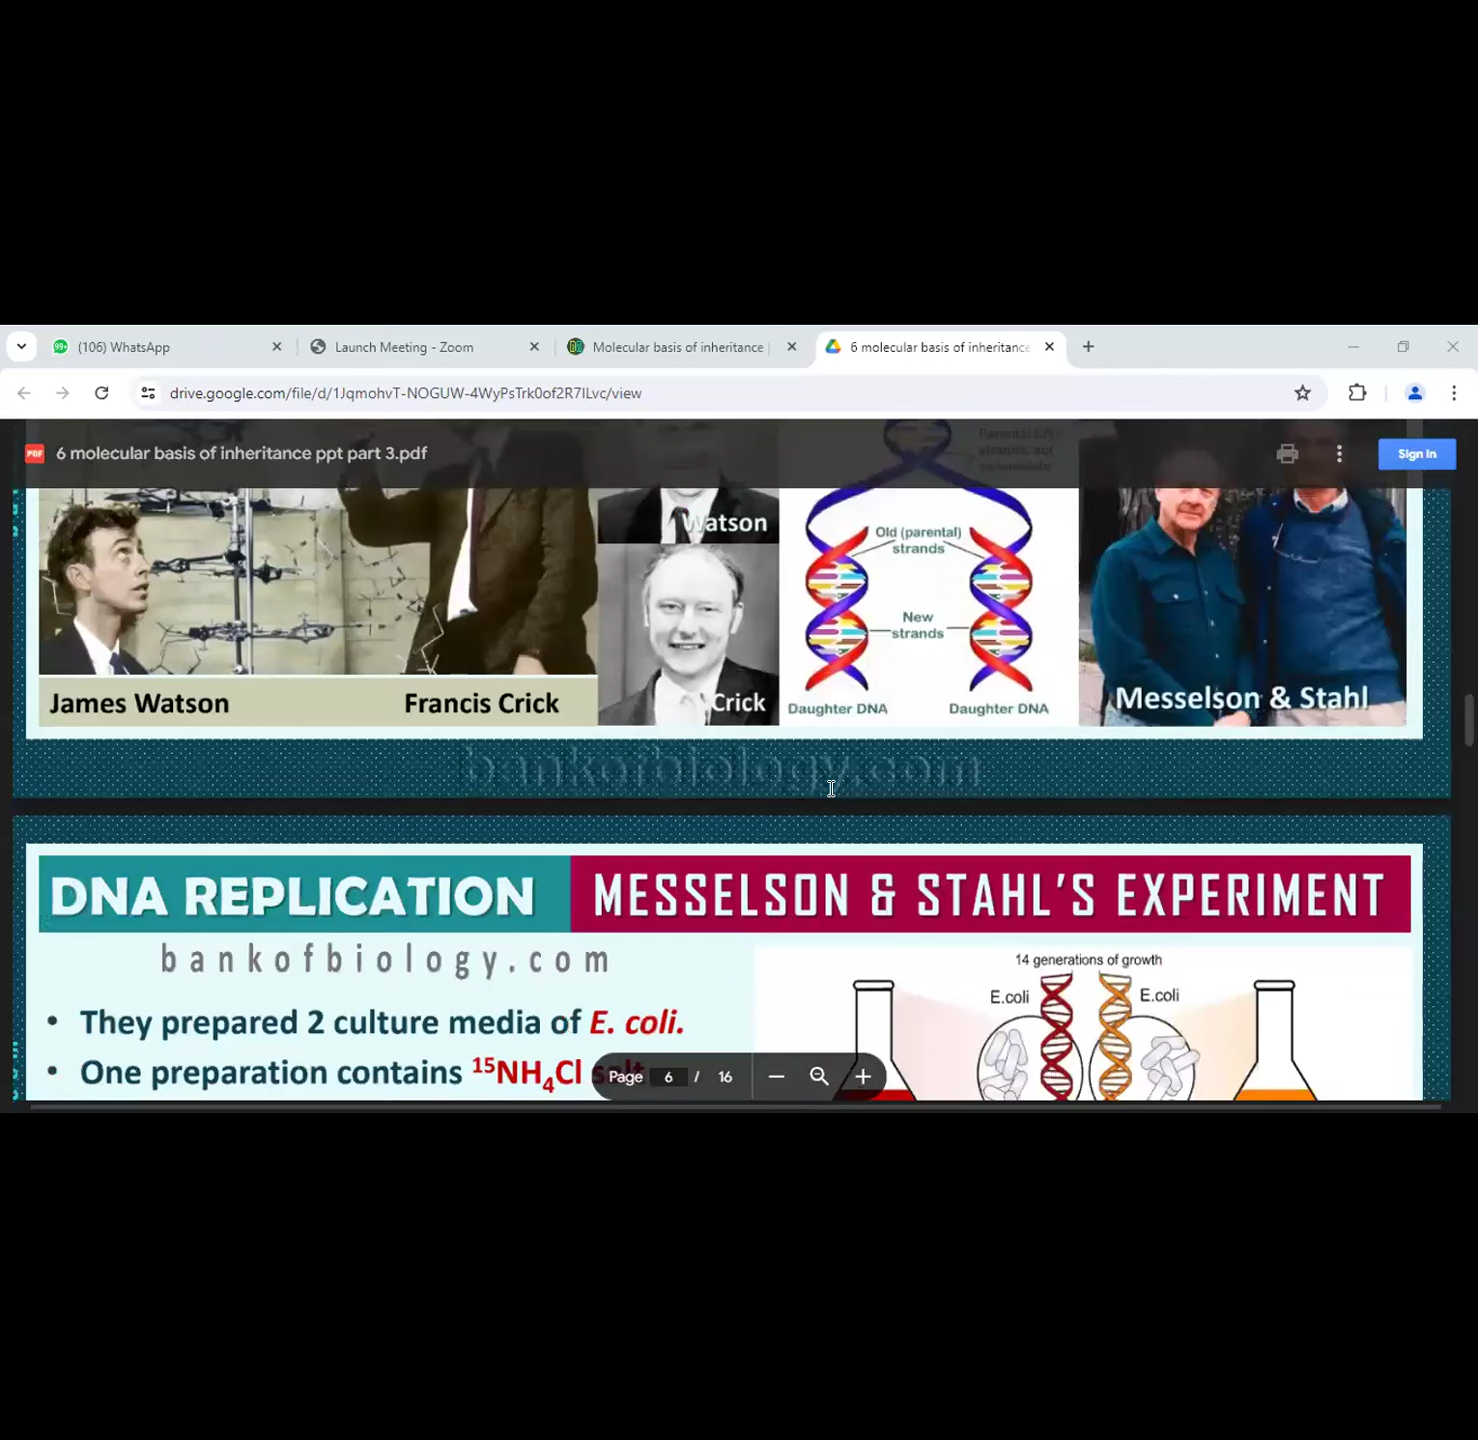 (106) WhatsApp
Launch Meeting - Zoom
Molecular basis of inheritance |
6 molecular basis of inheritance
drive.google.com/file/d/1JqmohvT-NOGUW-4WyPsTrk0of2R7lLvc/view
6 molecular basis of inheritance ppt part 3.pdf
Sign in
Watson
Old (parental)
strands
New
strands
James Watson
Francis Crick
Crick
Daughter DNA
Daughter DNA
Messelson & Stahl
bankofbiology.com
DNA REPLICATION
MESSELSON & STAHL'S EXPERIMENT
bankofbiology.com
14 generations of growth
E.coli
E.coli
• They prepared 2 culture media of E. coli.
• One preparation contains ¹⁵NH₄Cl
Page 6 / 16